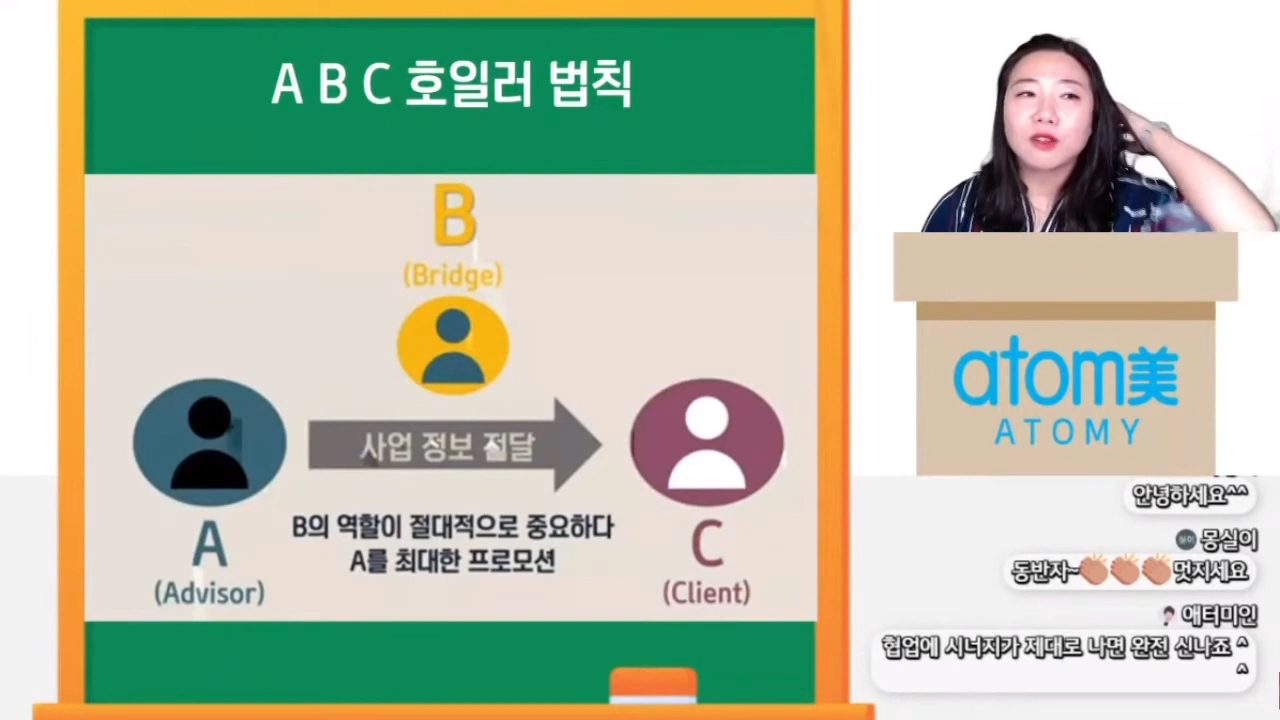 A B C 호일러 법칙
B
(Bridge)
사업 정보 전달
B의 역할이 절대적으로 중요하다
A를 최대한 프로모션
A
(Advisor)
C
(Client)
atom美
ATOMY
안녕하세요^^
몽실이
동반자~👏👏👏멋지세요
애터미인
협업에 시너지가 제대로 나면 완전 신나죠 ^
^